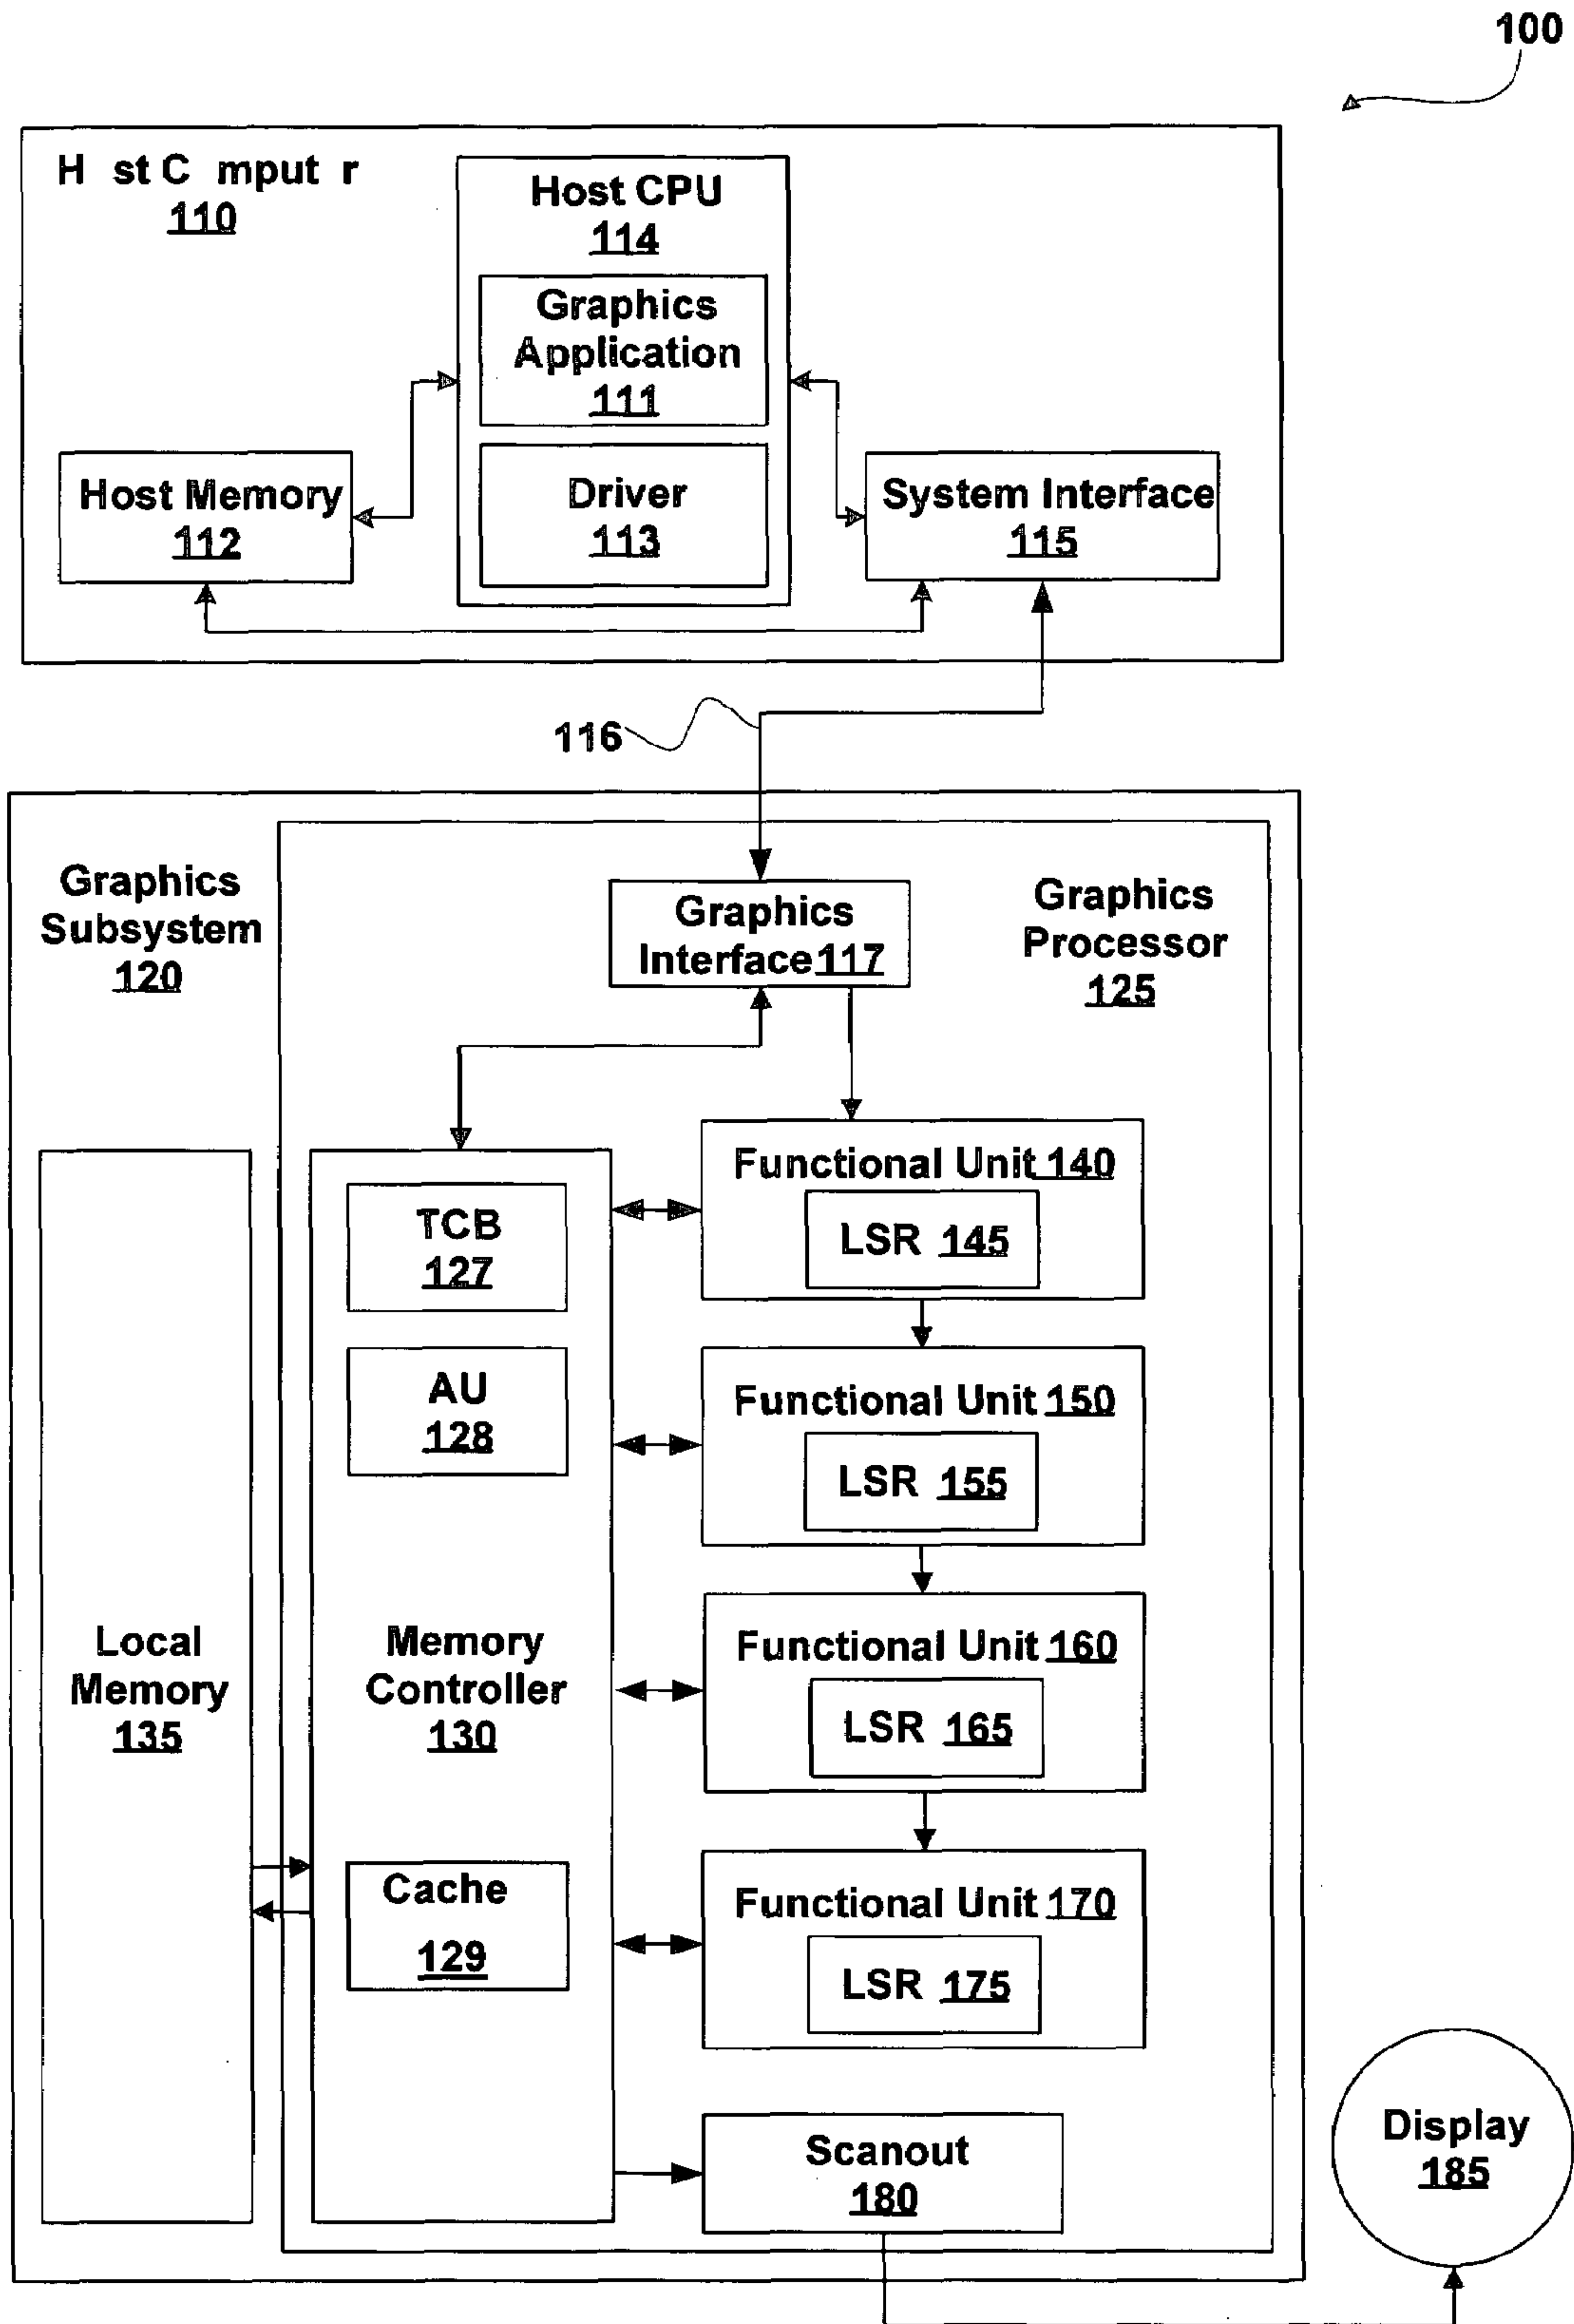 100
H st C mput r
110
Host CPU
114
Graphics
Application
111
Driver
113
Host Memory
112
System Interface
115
116
Graphics
Subsystem
120
Graphics
Interface 117
Graphics
Processor
125
TCB
127
AU
128
Memory
Controller
130
Cache
129
Local
Memory
135
Functional Unit 140
LSR 145
Functional Unit 150
LSR 155
Functional Unit 160
LSR 165
Functional Unit 170
LSR 175
Scanout
180
Display
185